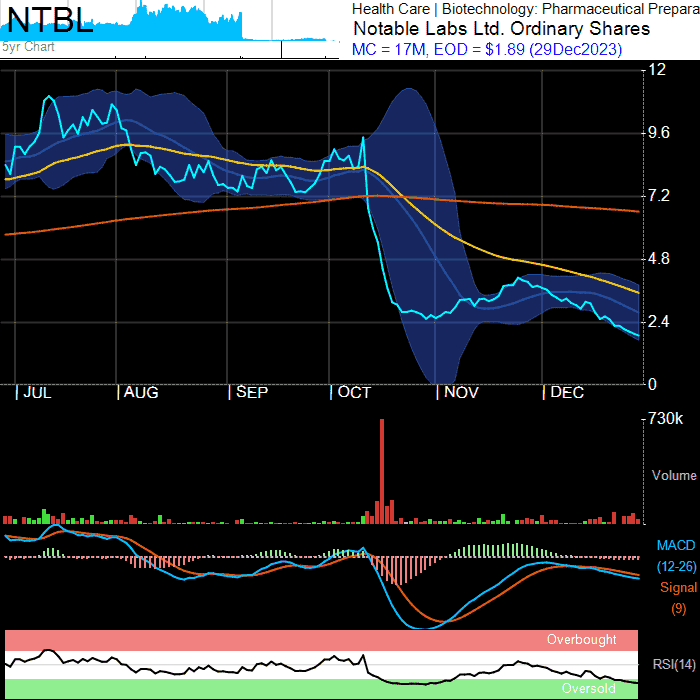 NTBL
5yr Chart
Health Care | Biotechnology: Pharmaceutical Prepara
Notable Labs Ltd. Ordinary Shares
MC = 17M, EOD = $1.89 (29Dec2023)
12
9.6
7.2
4.8
2.4
0
JUL AUG SEP OCT NOV DEC
730k
Volume
MACD
(12-26)
Signal
(9)
Overbought
RSI(14)
Oversold